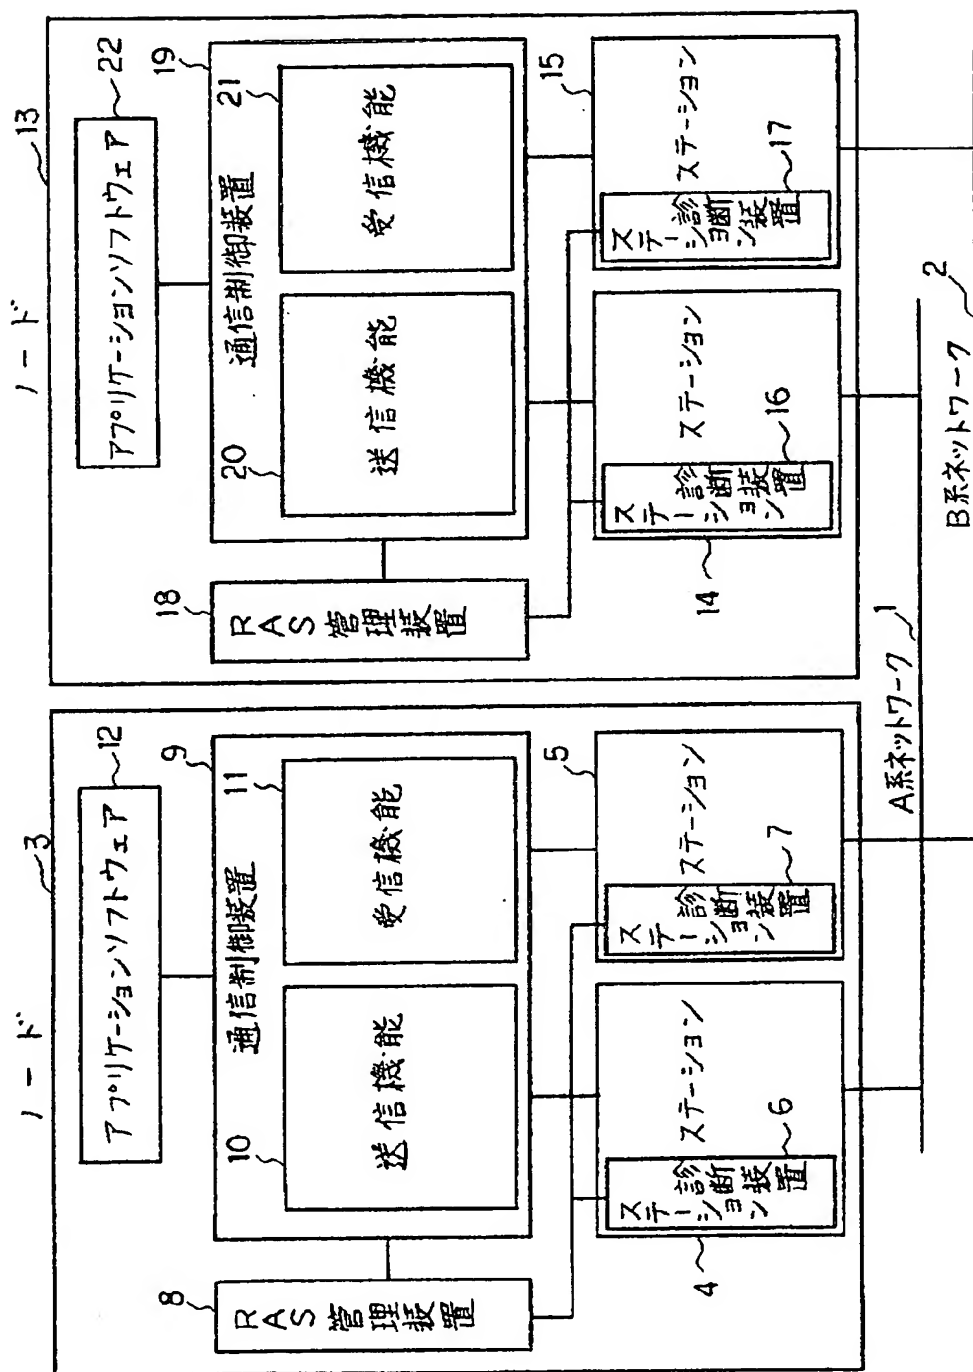 ノード
3
アプリケーションソフトウェア
12
9
通信制御装置
10
送信機能
11
受信機能
8
RAS
管理装置
4
ステーション
ステーション
診断装置
6
5
ステーション
ステーション
診断装置
7
ノード
13
アプリケーションソフトウェア
22
19
通信制御装置
20
送信機能
21
受信機能
18
RAS
管理装置
14
ステーション
ステーション
診断装置
16
15
ステーション
ステーション
診断装置
17
A系ネットワーク
1
B系ネットワーク
2